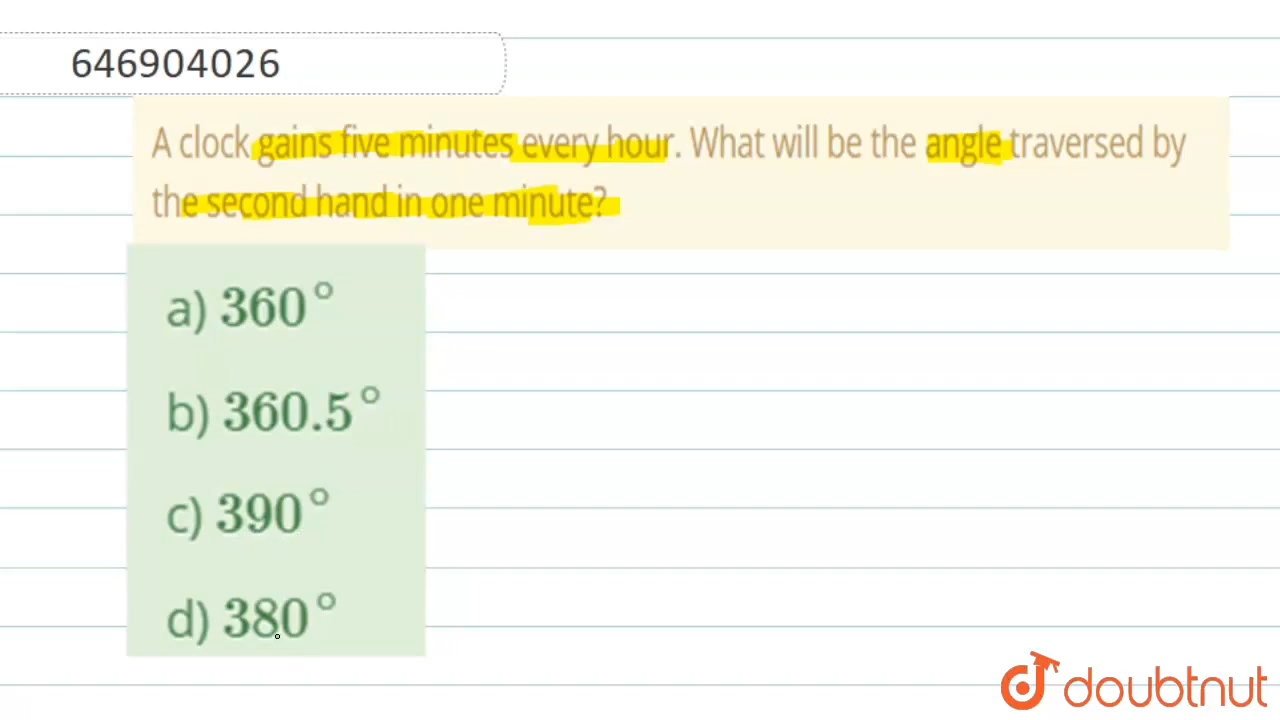 646904026
A clock gains five minutes every hour. What will be the angle traversed by
the second hand in one minute?
a) 360°
b) 360.5°
c) 390°
d) 380°
doubtnut